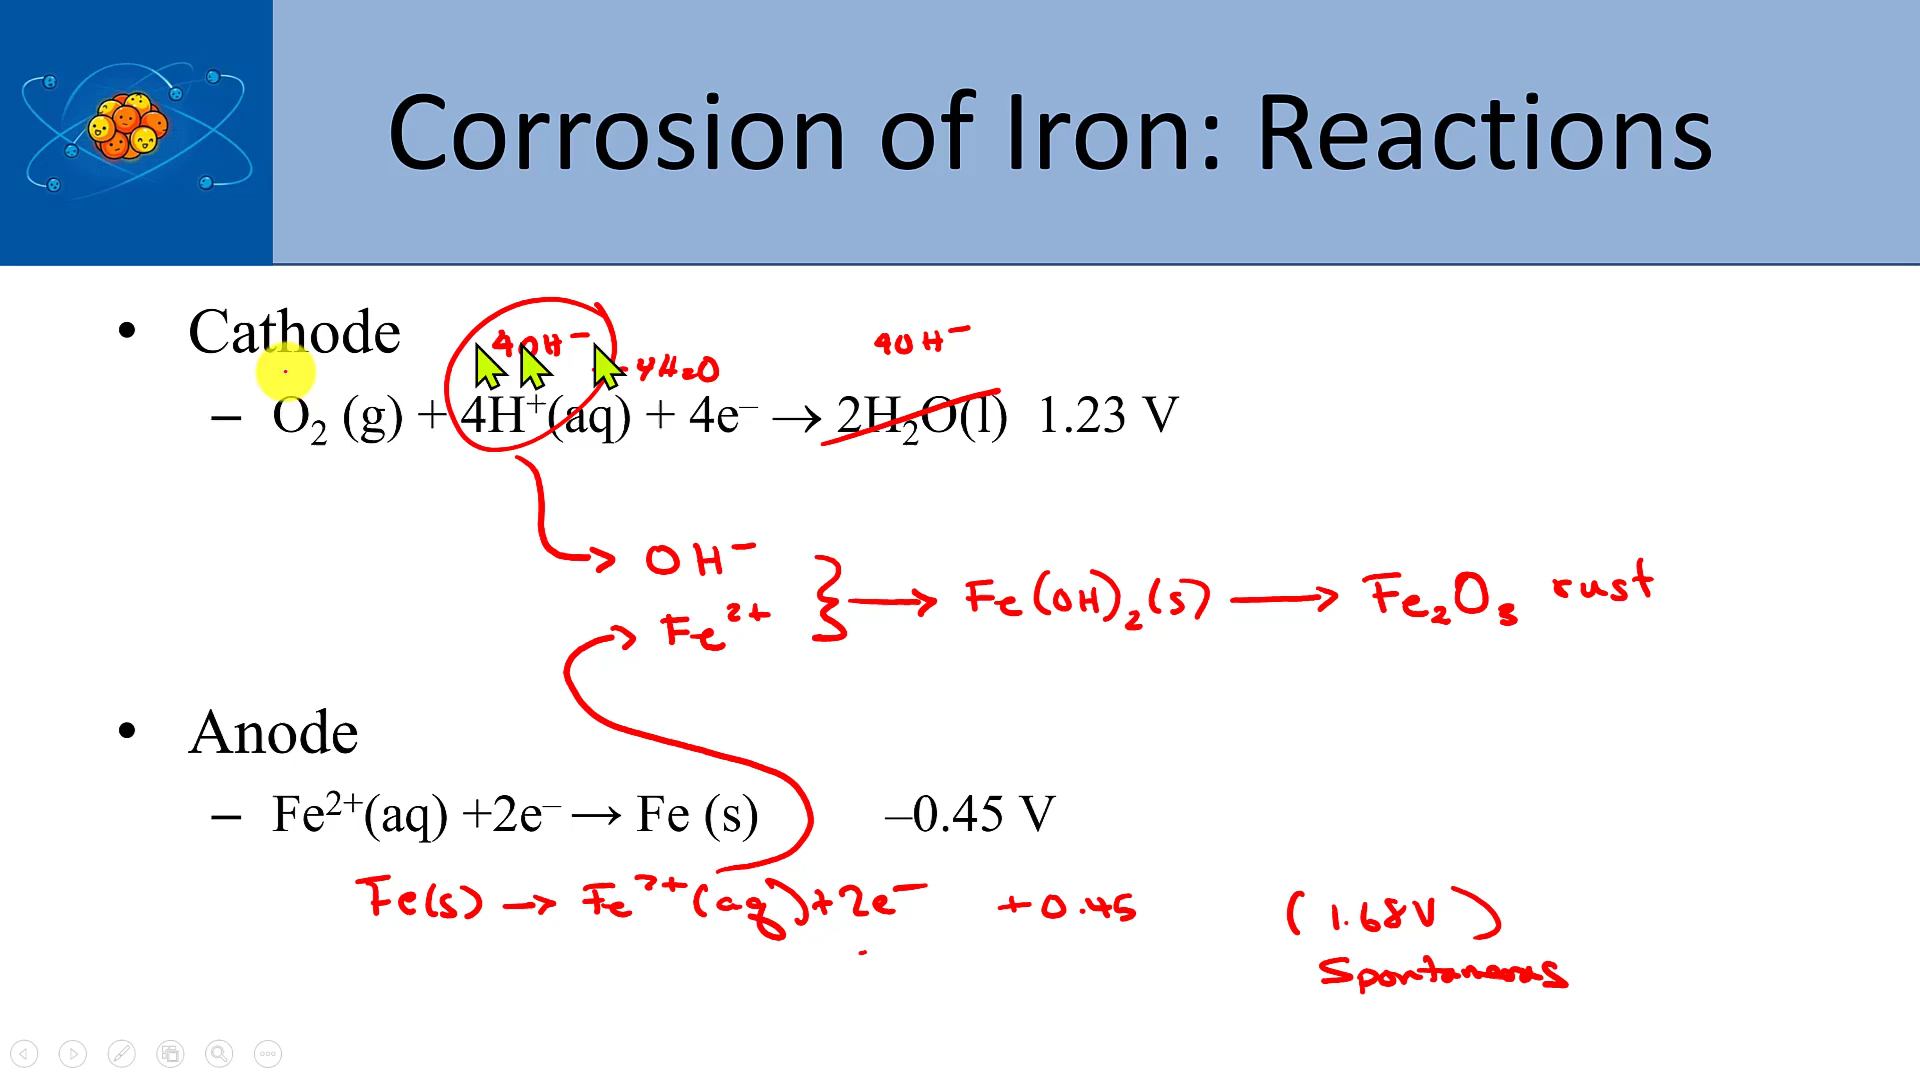 Corrosion of Iron: Reactions
• Cathode
4OH⁻
4OH⁻
4H₂O
– O₂ (g) + 4H⁺(aq) + 4e⁻ → 2H₂O(l) 1.23 V
OH⁻
Fe²⁺ } → Fe(OH)₂(s) → Fe₂O₃ rust
• Anode
– Fe²⁺(aq) +2e⁻ → Fe (s) –0.45 V
Fe(s) → Fe²⁺(aq)+2e⁻ +0.45 (1.68V)
Spontaneous